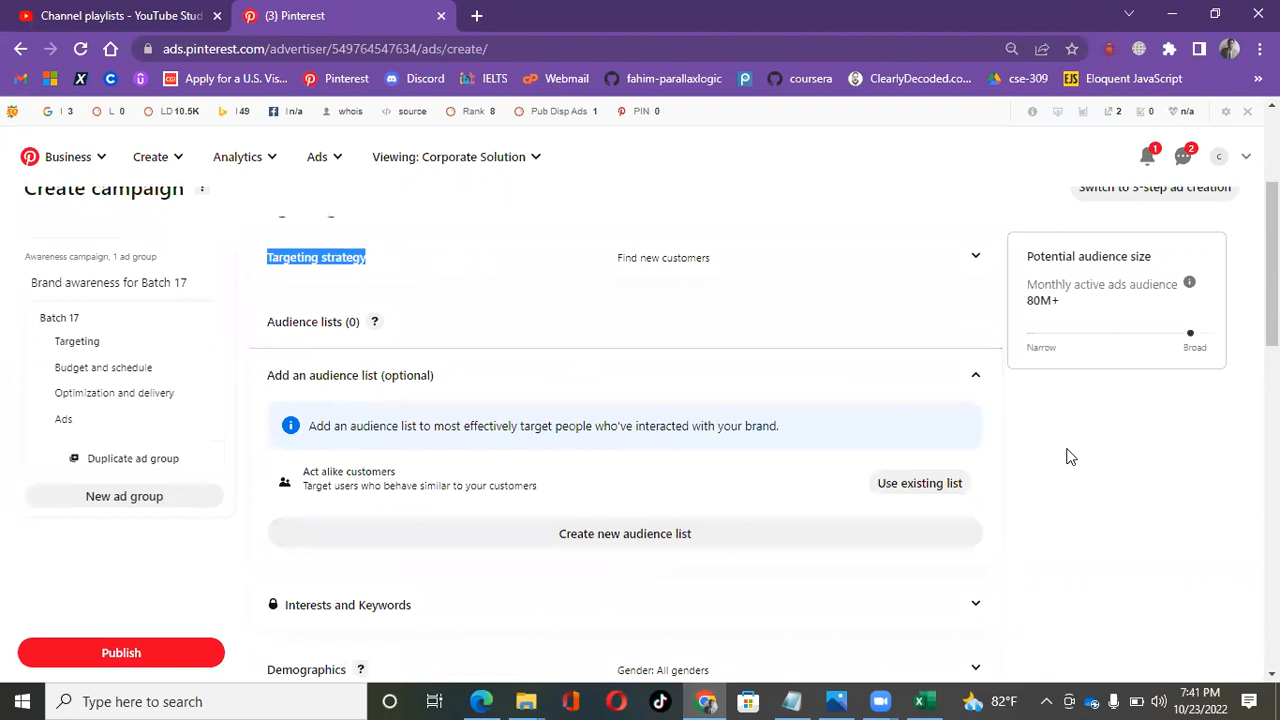 Channel playlists - YouTube Stud
(3) Pinterest
ads.pinterest.com/advertiser/549764547634/ads/create/
Apply for a U.S. Vis...
Pinterest
Discord
IELTS
Webmail
fahim-parallaxlogic
coursera
ClearlyDecoded.co...
cse-309
EJS
Eloquent JavaScript
I 3
L 0
LD 10.5K
I 49
I n/a
whois
source
Rank 8
Pub Disp Ads 1
PIN 0
2
0
n/a
Business
Create
Analytics
Ads
Viewing: Corporate Solution
1
2
C
Create campaign
Switch to 3-step ad creation
Awareness campaign, 1 ad group
Brand awareness for Batch 17
Batch 17
Targeting
Budget and schedule
Optimization and delivery
Ads
Duplicate ad group
New ad group
Publish
Targeting strategy
Find new customers
Audience lists (0) ?
Add an audience list (optional)
Add an audience list to most effectively target people who've interacted with your brand.
Act alike customers
Target users who behave similar to your customers
Use existing list
Create new audience list
Interests and Keywords
Demographics ?
Gender: All genders
Potential audience size
Monthly active ads audience
80M+
Narrow
Broad
Type here to search
82°F
7:41 PM
10/23/2022